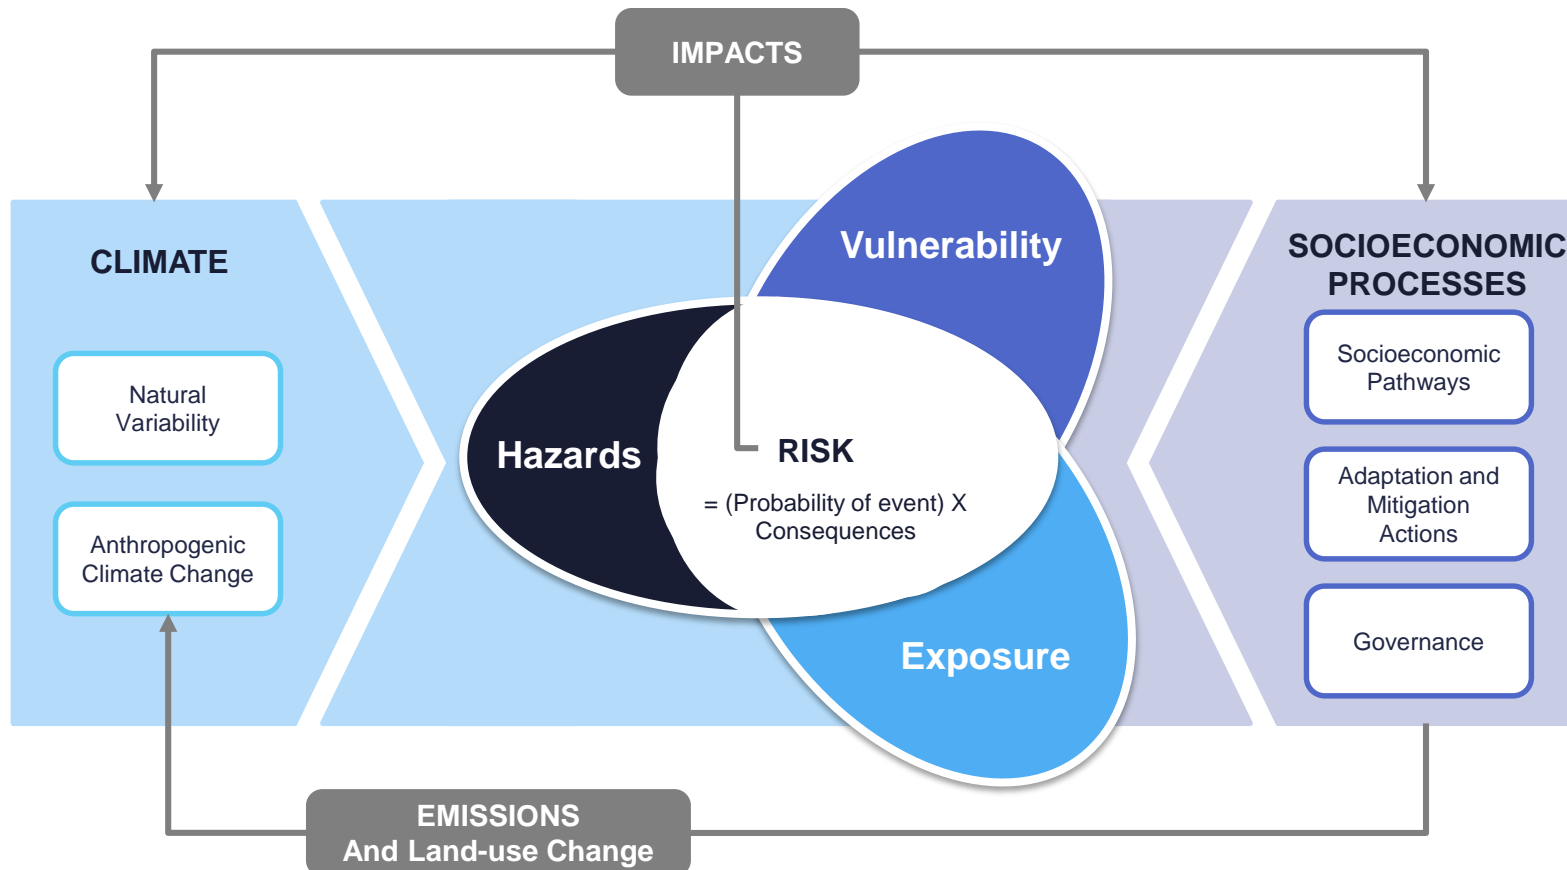 IMPACTS
CLIMATE
Natural
Variability
Anthropogenic
Climate Change
Vulnerability
Hazards
RISK
= (Probability of event) X
Consequences
Exposure
SOCIOECONOMIC
PROCESSES
Socioeconomic
Pathways
Adaptation and
Mitigation
Actions
Governance
EMISSIONS
And Land-use Change